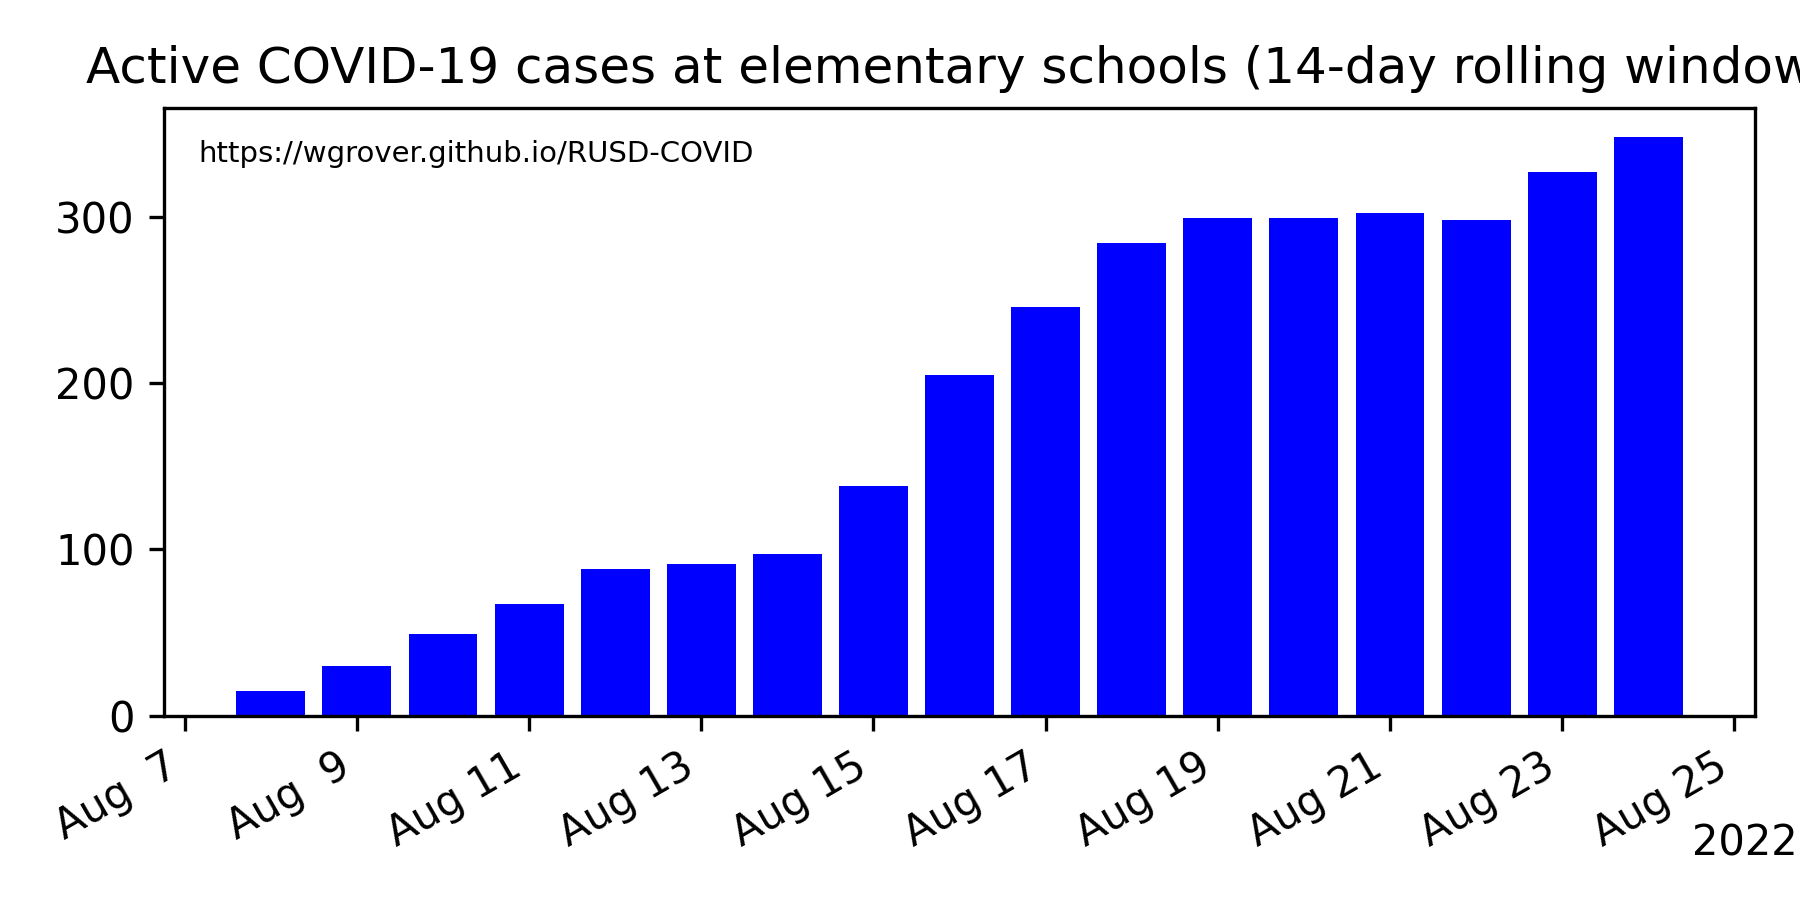 Active COVID-19 cases at elementary schools (14-day rolling window
https://wgrover.github.io/RUSD-COVID
300
200
100
0
Aug 7
Aug 9
Aug 11
Aug 13
Aug 15
Aug 17
Aug 19
Aug 21
Aug 23
Aug 25
2022